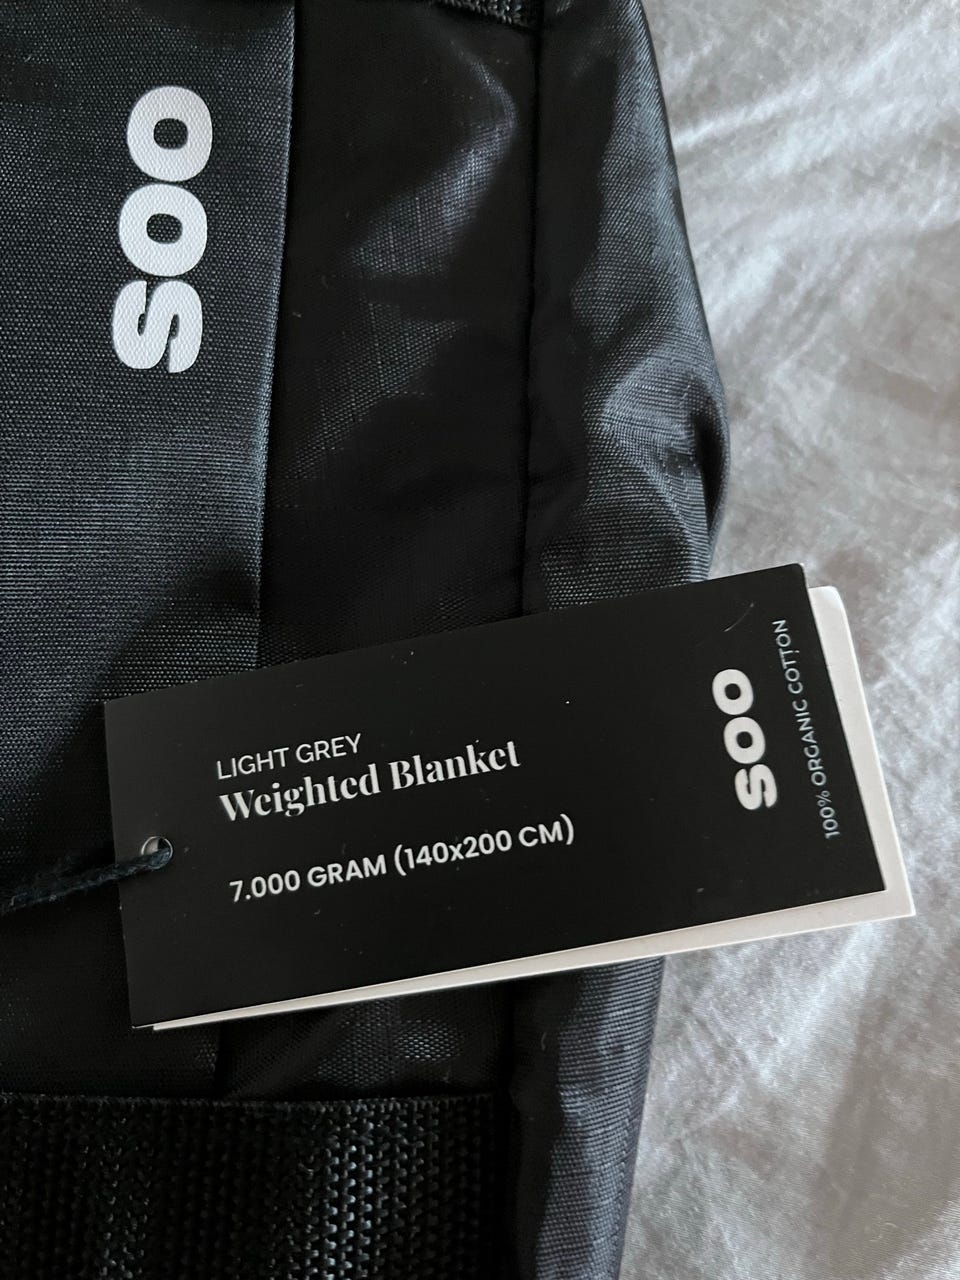 SOO
LIGHT GREY
Weighted Blanket
7.000 GRAM (140x200 CM)
SOO
100% ORGANIC COTTON